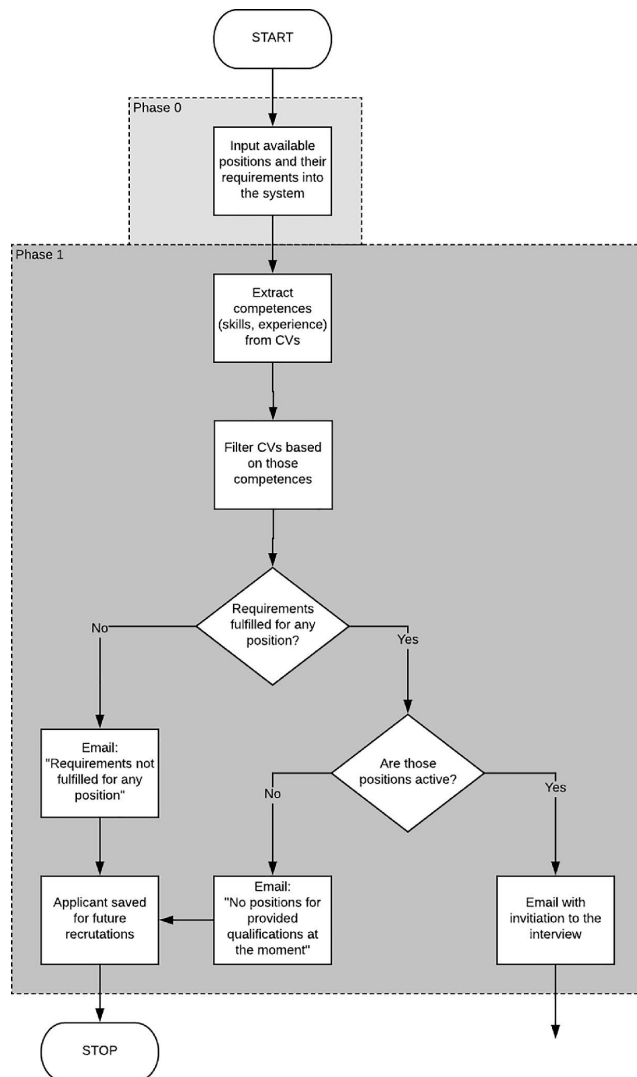 START
Phase 0
Input available
positions and their
requirements into
the system
Phase 1
Extract
competences
(skills, experience)
from CVs
Filter CVs based
on those
competences
Requirements
fulfilled for any
position?
No
Yes
Email:
"Requirements not
fulfilled for any
position"
Are those
positions active?
No
Yes
Applicant saved
for future
recrutations
Email:
"No positions for
provided
qualifications at
the moment"
Email with
invitiation to the
interview
STOP